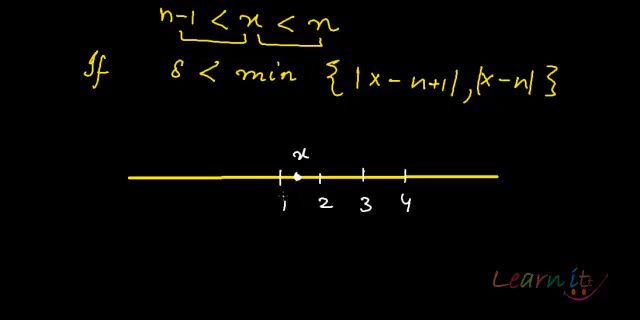 n-1 < x < n
If δ < min { |x-n+1|, |x-n| }
x
1 2 3 4
Learnit